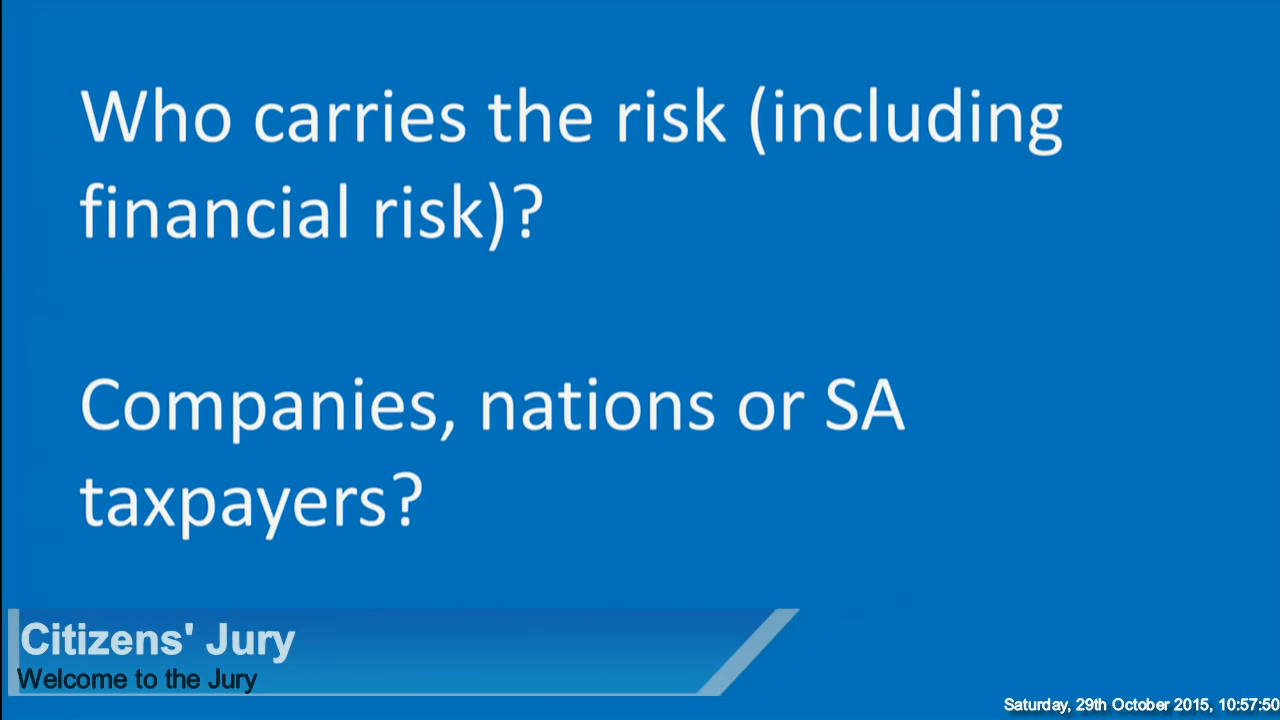 Who carries the risk (including
financial risk)?
Companies, nations or SA
taxpayers?
Citizens' Jury
Welcome to the Jury
Saturday, 29th October 2015, 10:57:50